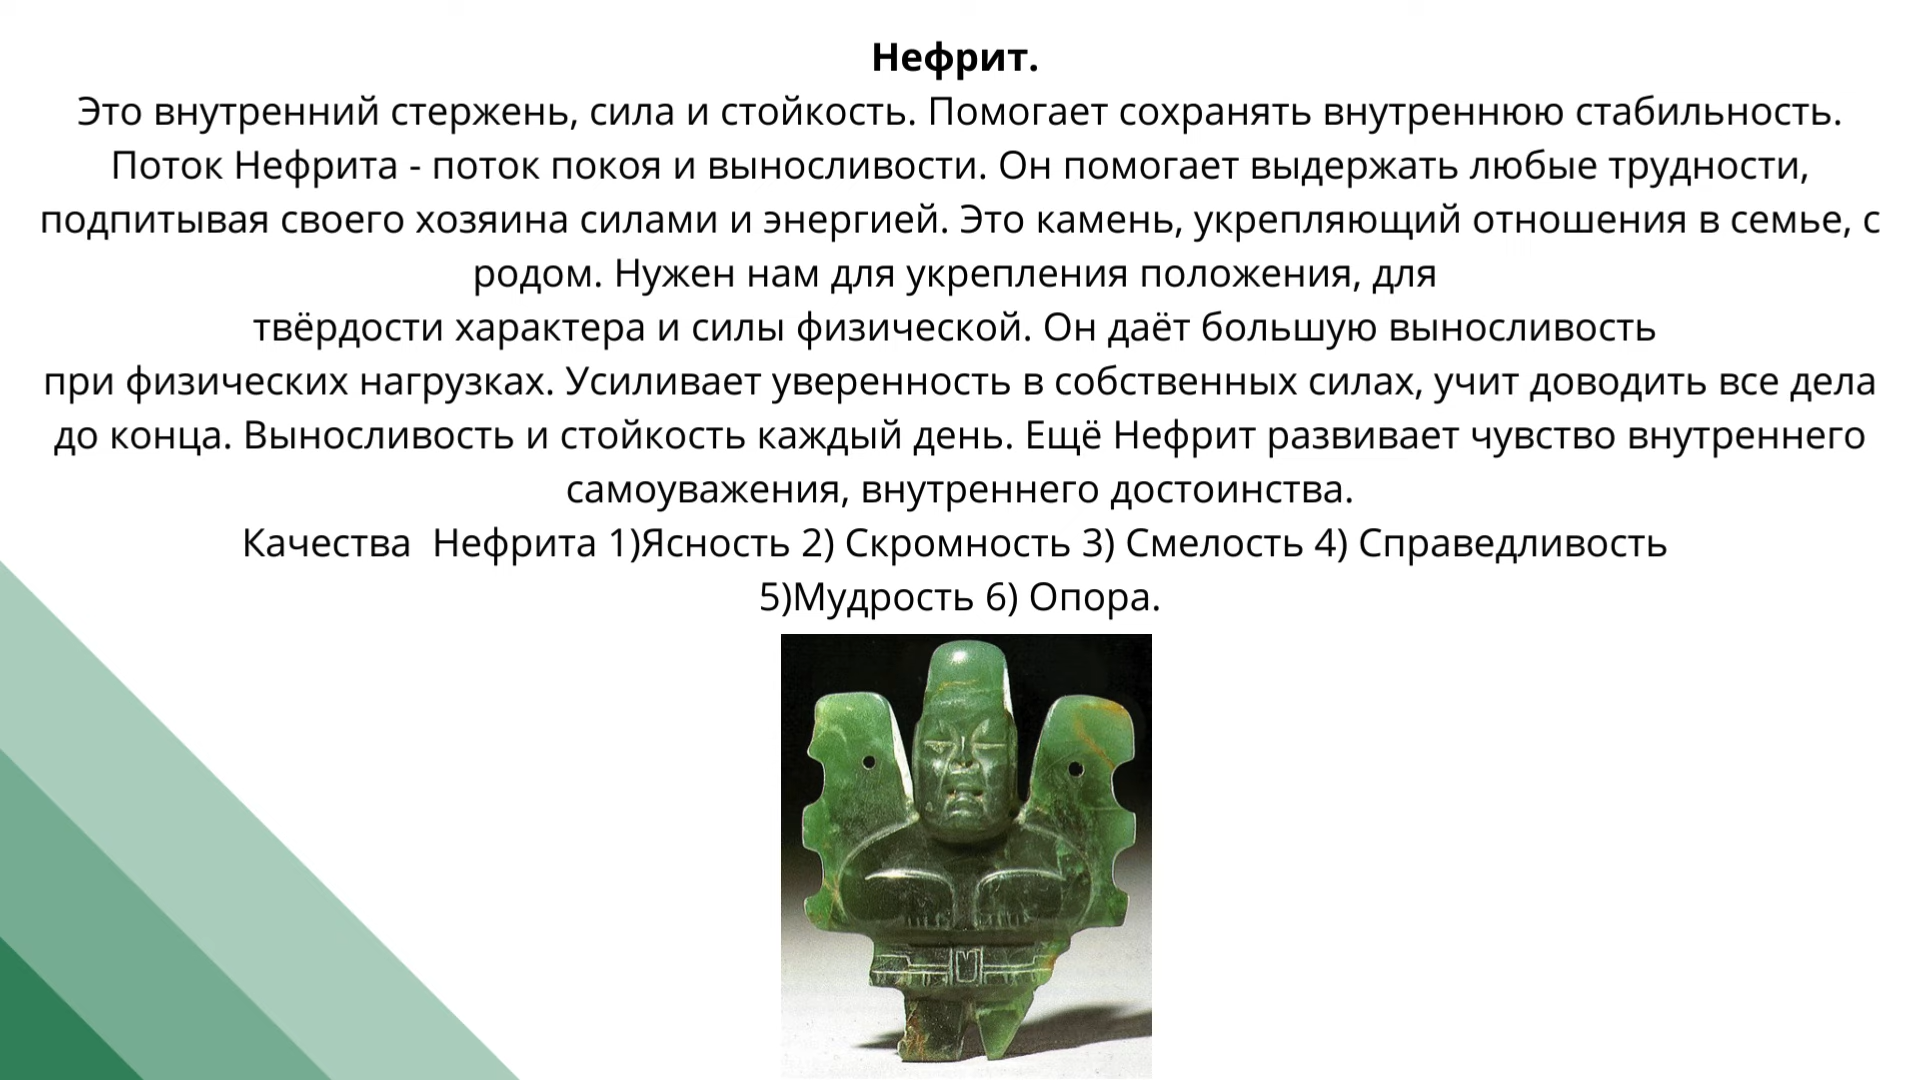 Нефрит.
Это внутренний стержень, сила и стойкость. Помогает сохранять внутреннюю стабильность.
Поток Нефрита - поток покоя и выносливости. Он помогает выдержать любые трудности,
подпитывая своего хозяина силами и энергией. Это камень, укрепляющий отношения в семье, с
родом. Нужен нам для укрепления положения, для
твёрдости характера и силы физической. Он даёт большую выносливость
при физических нагрузках. Усиливает уверенность в собственных силах, учит доводить все дела
до конца. Выносливость и стойкость каждый день. Ещё Нефрит развивает чувство внутреннего
самоуважения, внутреннего достоинства.
Качества  Нефрита 1)Ясность 2) Скромность 3) Смелость 4) Справедливость
5)Мудрость 6) Опора.